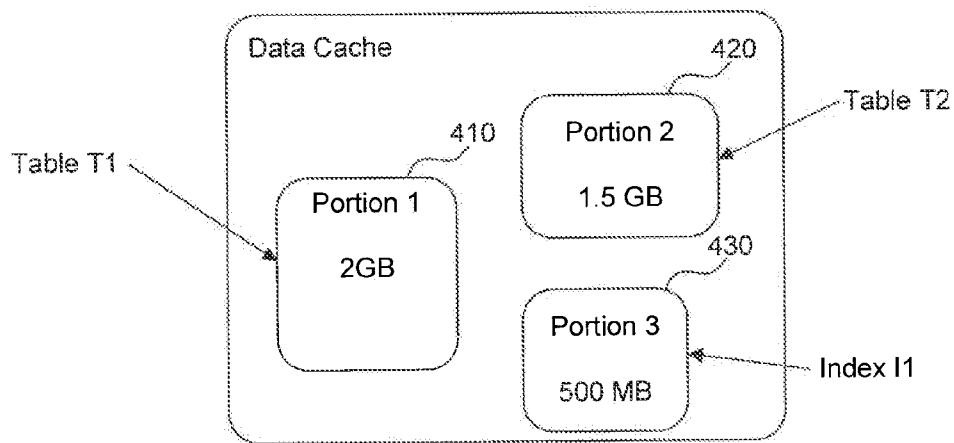 Data Cache
420
Table T2
Portion 2
1.5 GB
410
Table T1
Portion 1
2GB
430
Portion 3
500 MB
Index I1